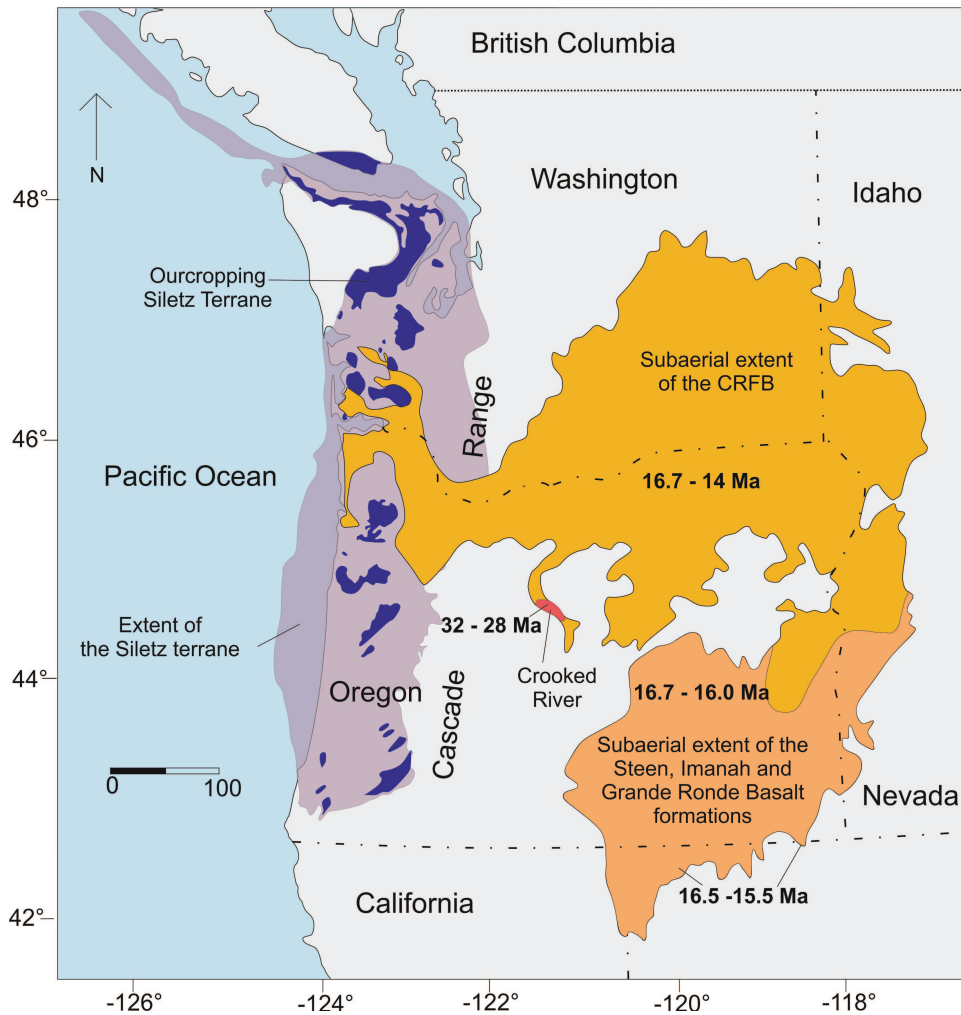 British Columbia
N
Washington
Idaho
48°
Ourcropping
Siletz Terrane
Subaerial extent
of the CRFB
Range
46°
Pacific Ocean
16.7 - 14 Ma
Extent of
the Siletz terrane
32 - 28 Ma
Crooked
River
44°
Oregon
Cascade
16.7 - 16.0 Ma
Subaerial extent of the
Steen, Imanah and
Grande Ronde Basalt
formations
Nevada
0
100
16.5 -15.5 Ma
California
42°
-126°
-124°
-122°
-120°
-118°